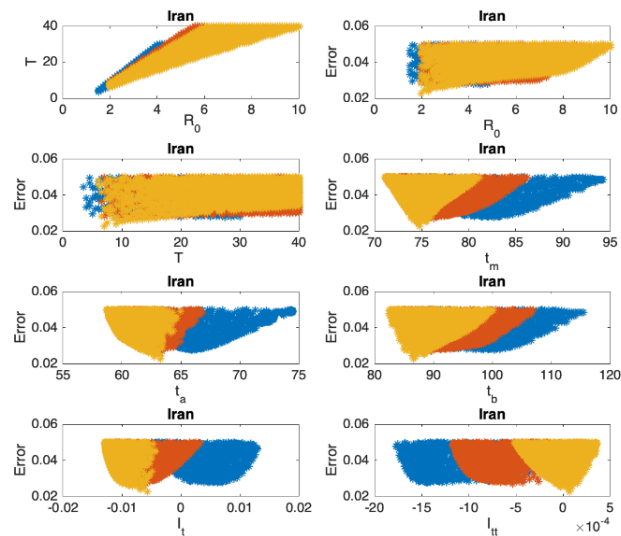 Iran
40
20
0
T
0 2 4 6 8 10
R0
Iran
0.06
0.04
0.02
Error
0 2 4 6 8 10
R0
Iran
0.06
0.04
0.02
Error
0 10 20 30 40
T
Iran
0.06
0.04
0.02
Error
70 75 80 85 90 95
tm
Iran
0.06
0.04
0.02
Error
55 60 65 70 75
ta
Iran
0.06
0.04
0.02
Error
80 90 100 110 120
tb
Iran
0.06
0.04
0.02
Error
-0.02 -0.01 0 0.01 0.02
It
Iran
0.06
0.04
0.02
Error
-20 -15 -10 -5 0 5
Itt
×10-4